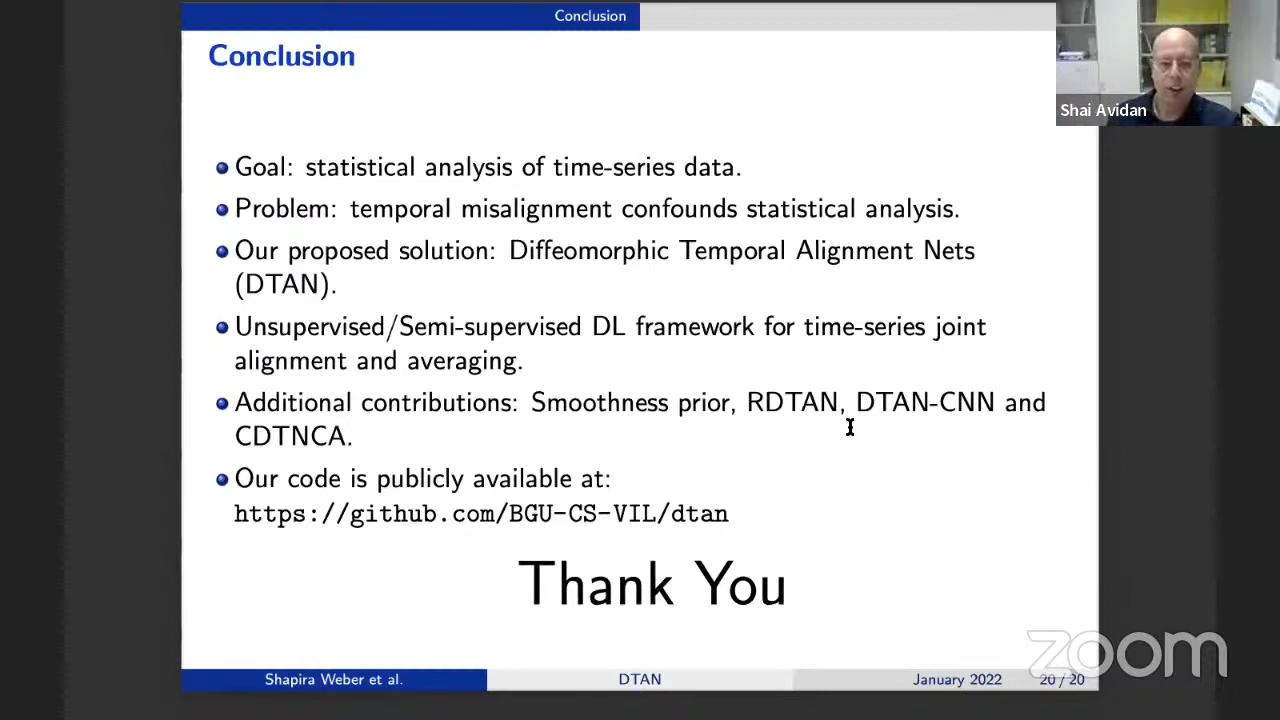 Conclusion
Conclusion
Shai Avidan
Goal: statistical analysis of time-series data.
Problem: temporal misalignment confounds statistical analysis.
Our proposed solution: Diffeomorphic Temporal Alignment Nets
(DTAN).
Unsupervised/Semi-supervised DL framework for time-series joint
alignment and averaging.
Additional contributions: Smoothness prior, RDTAN, DTAN-CNN and
CDTNCA.
Our code is publicly available at:
https://github.com/BGU-CS-VIL/dtan
Thank You
zoom
Shapira Weber et al.
DTAN
January 2022
20 / 20